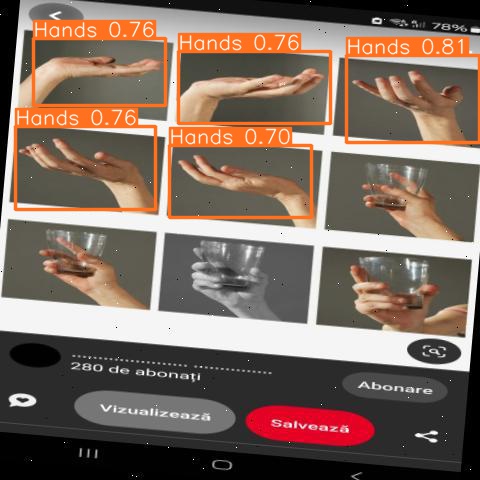 78%
Hands 0.76
Hands 0.76
Hands 0.81
Hands 0.76
Hands 0.70
280 de abonați
Abonare
Vizualizează
Salvează